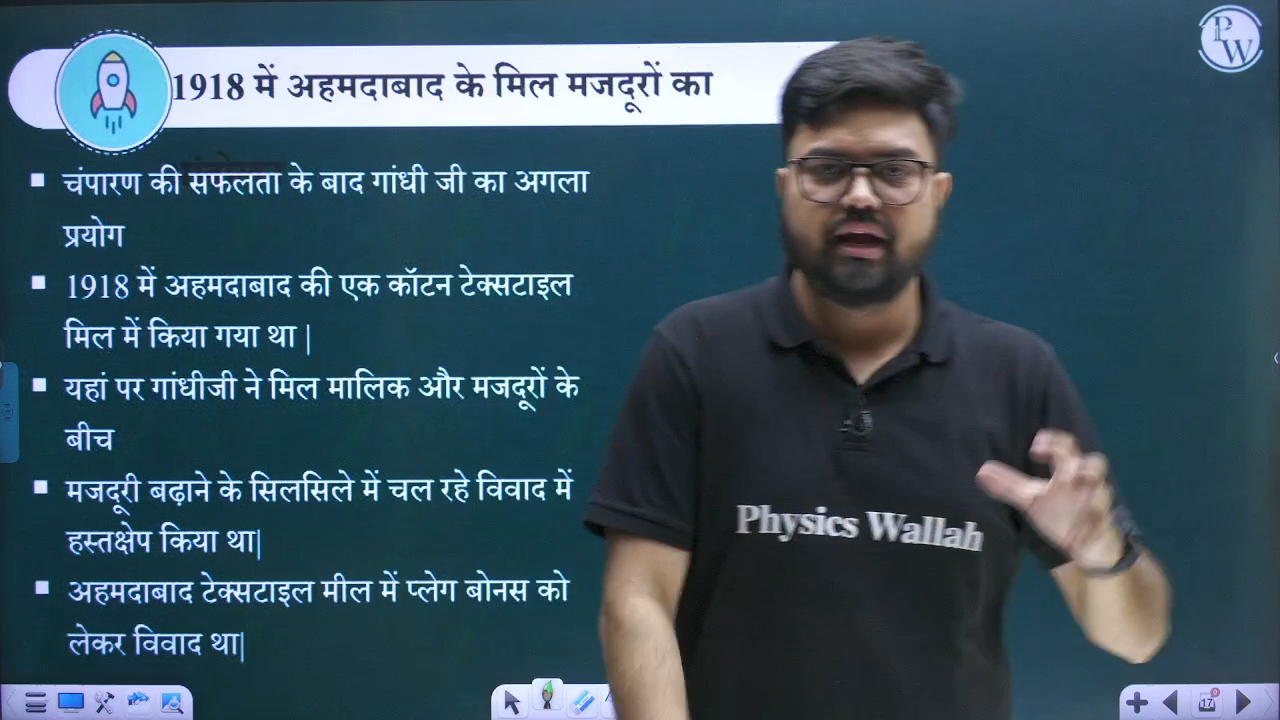 1918 में अहमदाबाद के मिल मजदूरों का
PW
▪ चंपारण की सफलता के बाद गांधी जी का अगला
प्रयोग
▪ 1918 में अहमदाबाद की एक कॉटन टेक्सटाइल
मिल में किया गया था |
▪ यहां पर गांधीजी ने मिल मालिक और मजदूरों के
बीच
▪ मजदूरी बढ़ाने के सिलसिले में चल रहे विवाद में
हस्तक्षेप किया था|
▪ अहमदाबाद टेक्सटाइल मील में प्लेग बोनस को
लेकर विवाद था|
Physics Wallah
17